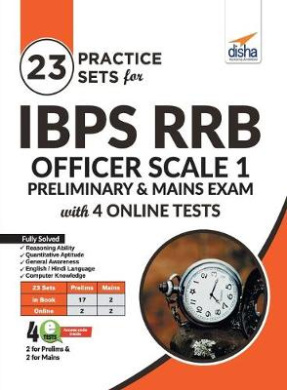 23 PRACTICE
SETS for
disha
IBPS RRB
OFFICER SCALE 1
PRELIMINARY & MAINS EXAM
with 4 ONLINE TESTS
Fully Solved
• Reasoning Ability
• Quantitative Aptitude
• General Awareness
• English / Hindi Language
• Computer Knowledge
23 Sets Prelims Mains
In Book 17 2
Online 2 2
4 e
TESTS
2 for Prelims &
2 for Mains